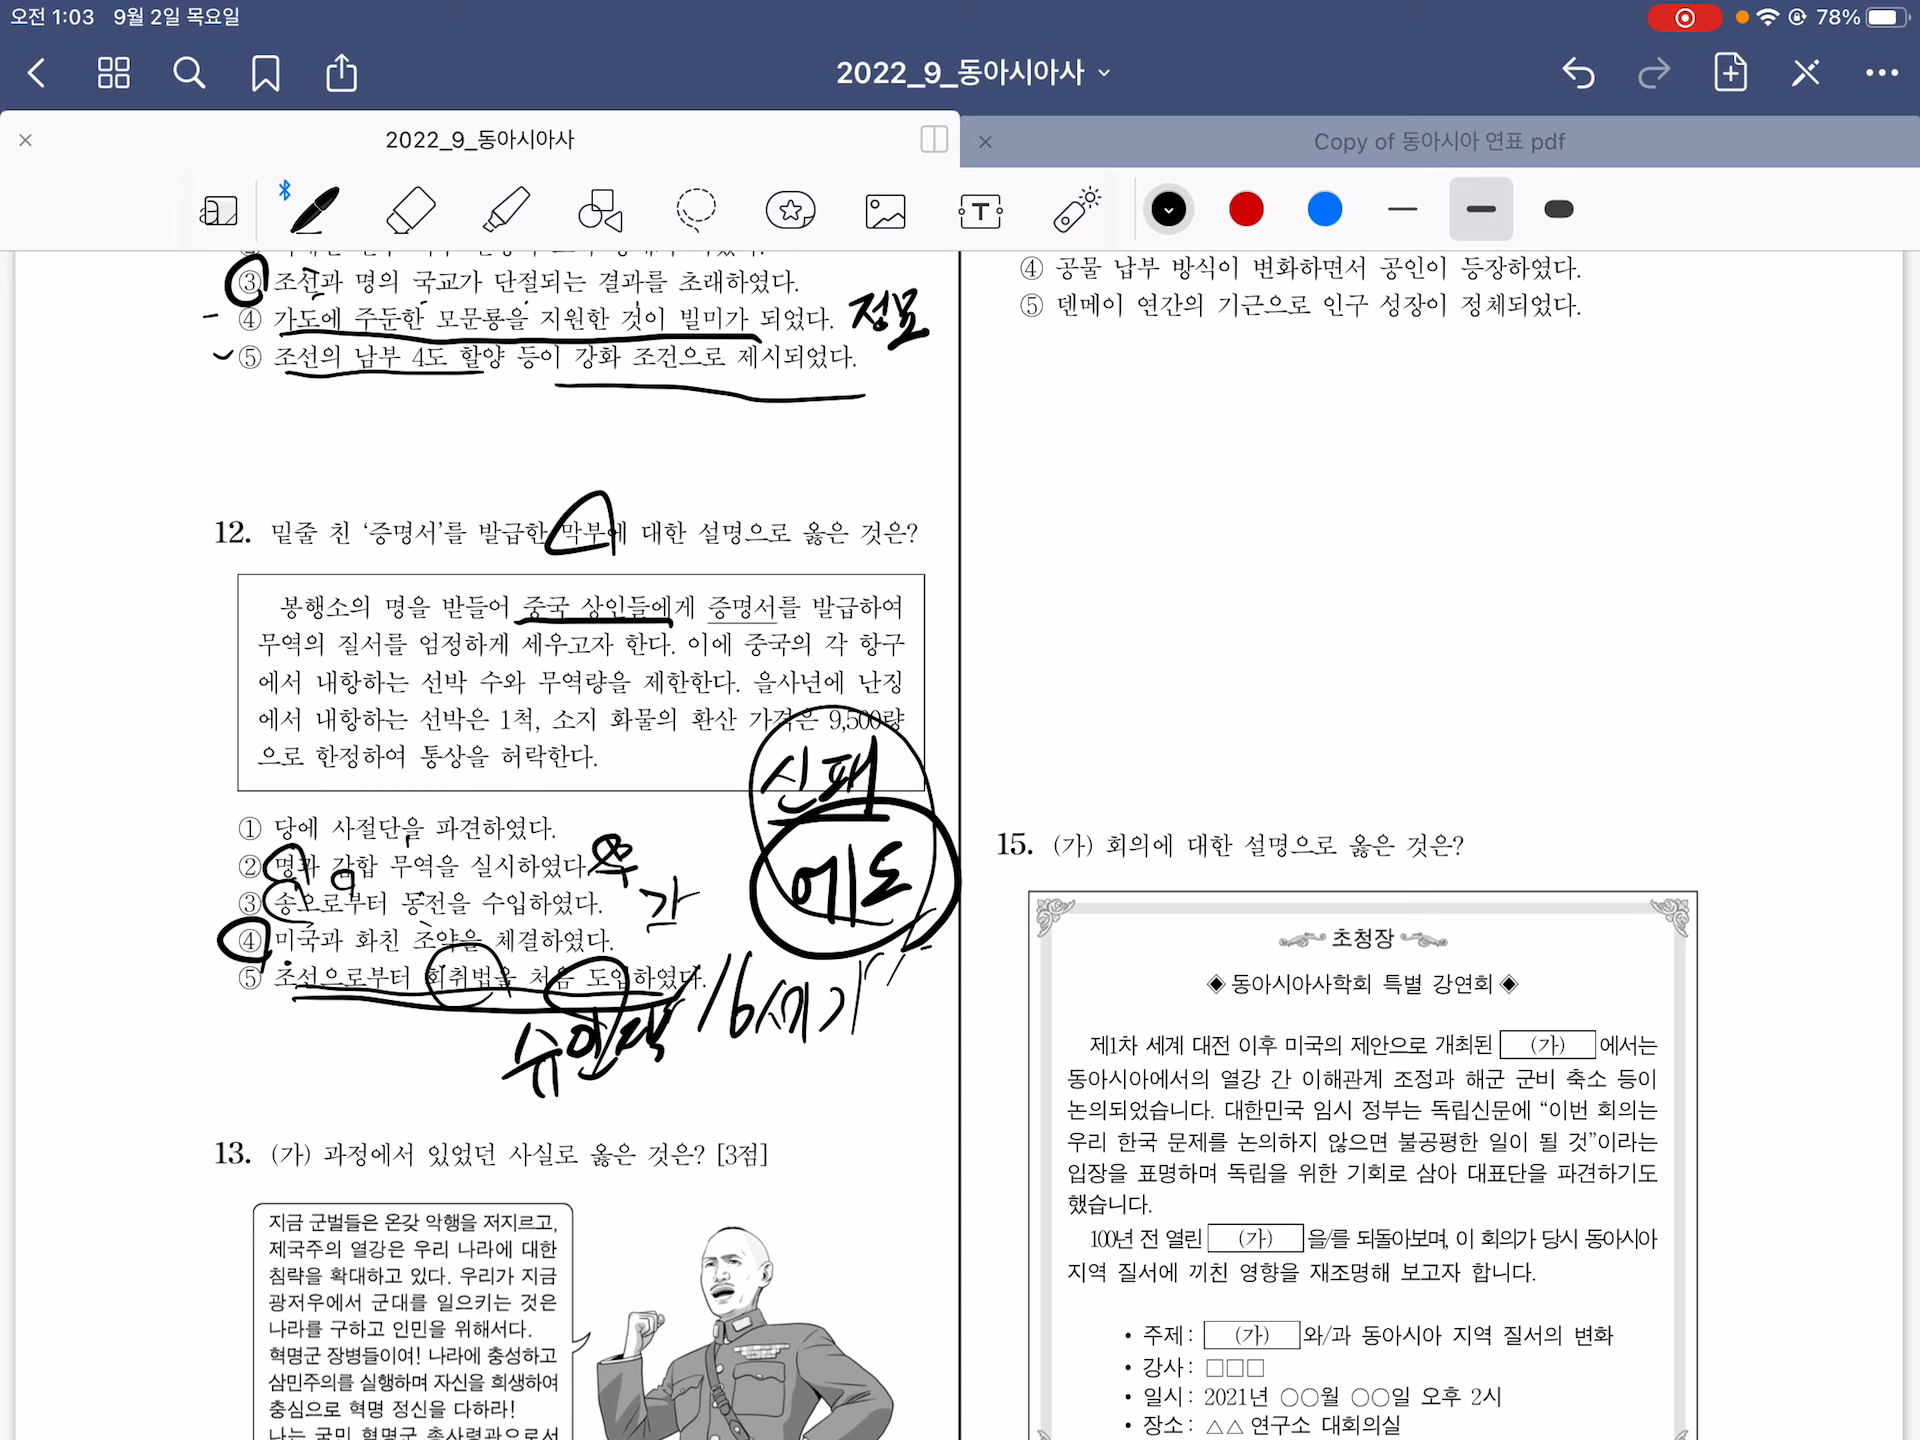 오전 1:03 9월 2일 목요일
78%
2022_9_동아시아사
2022_9_동아시아사
Copy of 동아시아 연표 pdf
③ 조선과 명의 국교가 단절되는 결과를 초래하였다.
④ 가도에 주둔한 모문룡을 지원한 것이 빌미가 되었다.
정묘
⑤ 조선의 남부 4도 할양 등이 강화 조건으로 제시되었다.
12. 밑줄 친 ‘증명서’를 발급한 막부에 대한 설명으로 옳은 것은?
봉행소의 명을 받들어 중국 상인들에게 증명서를 발급하여
무역의 질서를 엄정하게 세우고자 한다. 이에 중국의 각 항구
에서 내항하는 선박 수와 무역량을 제한한다. 을사년에 난징
에서 내항하는 선박은 1척, 소지 화물의 환산 가격은 9,500량
으로 한정하여 통상을 허락한다.
신패
에도
① 당에 사절단을 파견하였다.
② 명과 감합 무역을 실시하였다.
무
③ 송으로부터 동전을 수입하였다.
가
④ 미국과 화친 조약을 체결하였다.
⑤ 조선으로부터 회취법을 처음 도입하였다.
16세기
13. (가) 과정에서 있었던 사실로 옳은 것은? [3점]
지금 군벌들은 온갖 악행을 저지르고,
제국주의 열강은 우리 나라에 대한
침략을 확대하고 있다. 우리가 지금
광저우에서 군대를 일으키는 것은
나라를 구하고 인민을 위해서다.
혁명군 장병들이여! 나라에 충성하고
삼민주의를 실행하며 자신을 희생하여
충심으로 혁명 정신을 다하라!
나는 국민 혁명군 총사령관으로서
④ 공물 납부 방식이 변화하면서 공인이 등장하였다.
⑤ 덴메이 연간의 기근으로 인구 성장이 정체되었다.
15. (가) 회의에 대한 설명으로 옳은 것은?
초청장
◈ 동아시아사학회 특별 강연회 ◈
제1차 세계 대전 이후 미국의 제안으로 개최된 (가) 에서는
동아시아에서의 열강 간 이해관계 조정과 해군 군비 축소 등이
논의되었습니다. 대한민국 임시 정부는 독립신문에 “이번 회의는
우리 한국 문제를 논의하지 않으면 불공평한 일이 될 것”이라는
입장을 표명하며 독립을 위한 기회로 삼아 대표단을 파견하기도
했습니다.
100년 전 열린 (가) 을/를 되돌아보며, 이 회의가 당시 동아시아
지역 질서에 끼친 영향을 재조명해 보고자 합니다.
• 주제: (가) 와/과 동아시아 지역 질서의 변화
• 강사: □□□
• 일시: 2021년 ○○월 ○○일 오후 2시
• 장소: △△ 연구소 대회의실